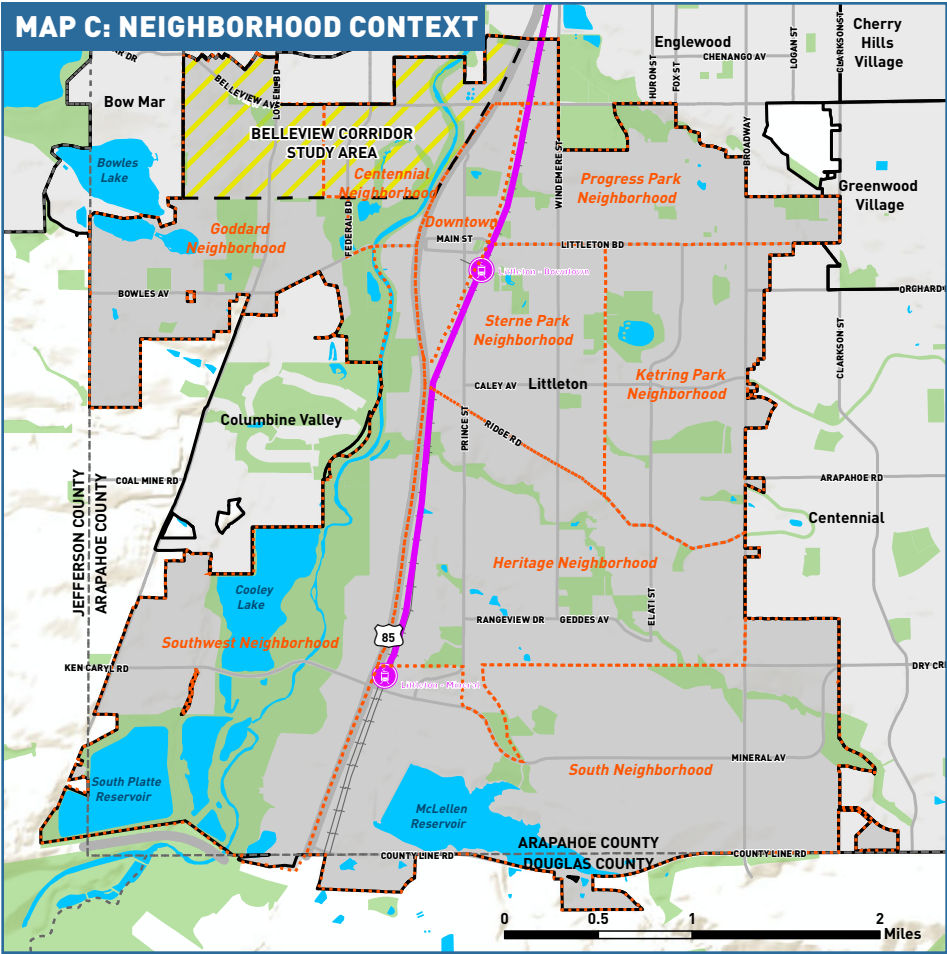 MAP C: NEIGHBORHOOD CONTEXT
Englewood
Cherry
Hills
Village
CHENANGO AV
HURON ST
FOX ST
LOGAN ST
CLARKSON ST
AR DR
BELLEVIEW AV
Bow Mar
BELLEVIEW CORRIDOR
STUDY AREA
BROADWAY
WINDEMERE ST
Bowles
Lake
Centennial
Neighborhood
Progress Park
Neighborhood
Greenwood
Village
Goddard
Neighborhood
FEDERAL BD
Downtown
MAIN ST
LITTLETON BD
Littleton - Downtown
BOWLES AV
ORCHARD
Sterne Park
Neighborhood
CLARKSON ST
CALEY AV
Littleton
Ketring Park
Neighborhood
Columbine Valley
PRINCE ST
RIDGE RD
COAL MINE RD
ARAPAHOE RD
JEFFERSON COUNTY
ARAPAHOE COUNTY
Centennial
Heritage Neighborhood
Cooley
Lake
ELATI ST
RANGEVIEW DR
GEDDES AV
85
Southwest Neighborhood
KEN CARYL RD
DRY CR
Littleton - Mineral
South Neighborhood
MINERAL AV
South Platte
Reservoir
McLellen
Reservoir
ARAPAHOE COUNTY
DOUGLAS COUNTY
COUNTY LINE RD
COUNTY LINE RD
0
0.5
1
2
Miles